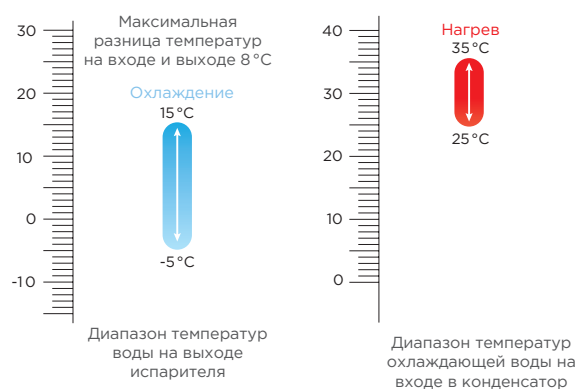 Максимальная
разница температур
на входе и выходе 8 °C
Охлаждение
15 °C
-5 °C
30
20
10
0
-10
Диапазон температур
воды на выходе
испарителя
Нагрев
35 °C
25 °C
40
30
20
10
0
Диапазон температур
охлаждающей воды на
входе в конденсатор